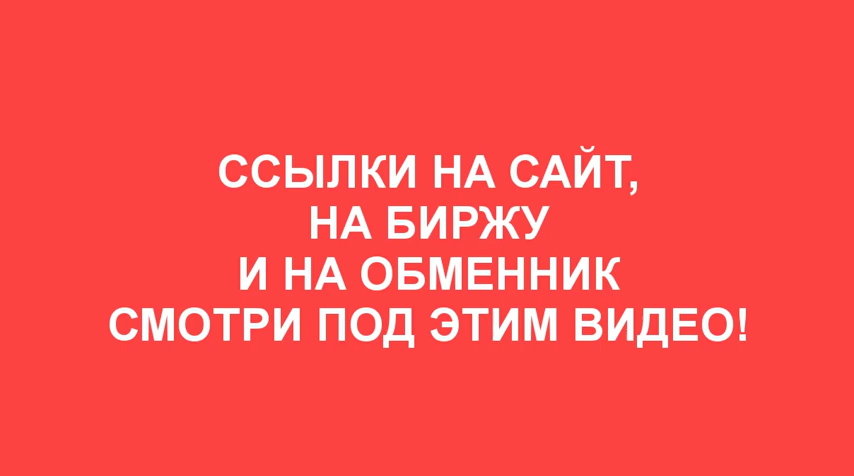 ССЫЛКИ НА САЙТ,
НА БИРЖУ
И НА ОБМЕННИК
СМОТРИ ПОД ЭТИМ ВИДЕО!